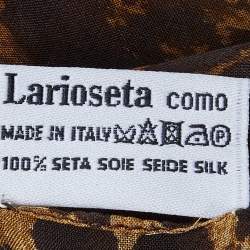 Larioseta como
MADE IN ITALY
100% SETA SOIE SEIDE SILK